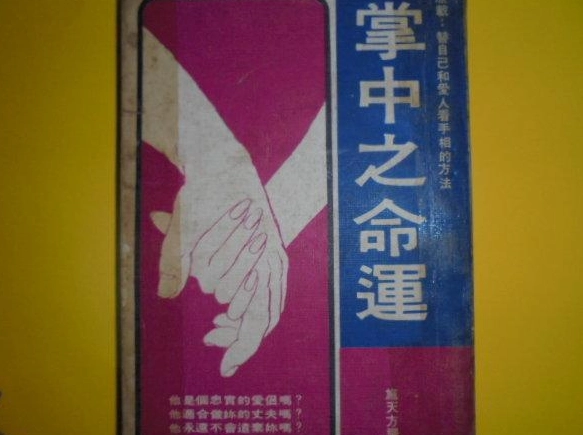 掌中之命運
替自己和愛人看手相的方法
他是個忠實的愛侶嗎?
他適合做妳的丈夫嗎?
他永遠不會遺棄妳嗎?
天方